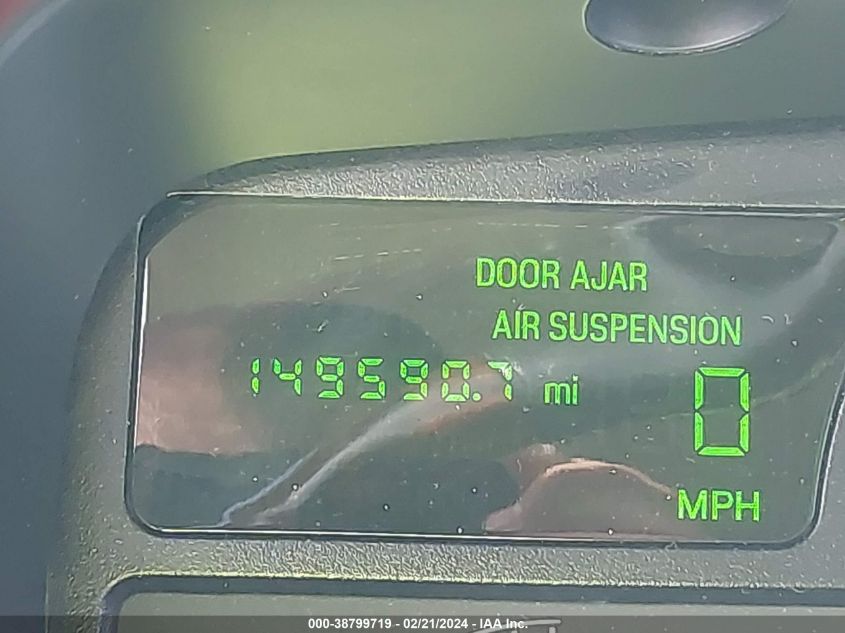 DOOR AJAR
AIR SUSPENSION
149590.7 mi
0
MPH
000-38799719 - 02/21/2024 - IAA Inc.